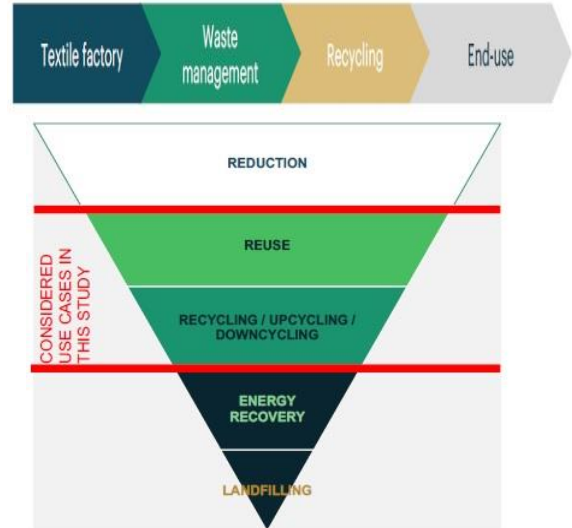 Textile factory
Waste
management
Recycling
End-use
REDUCTION
REUSE
RECYCLING / UPCYCLING /
DOWNCYCLING
CONSIDERED
USE CASES IN
THIS STUDY
ENERGY
RECOVERY
LANDFILLING